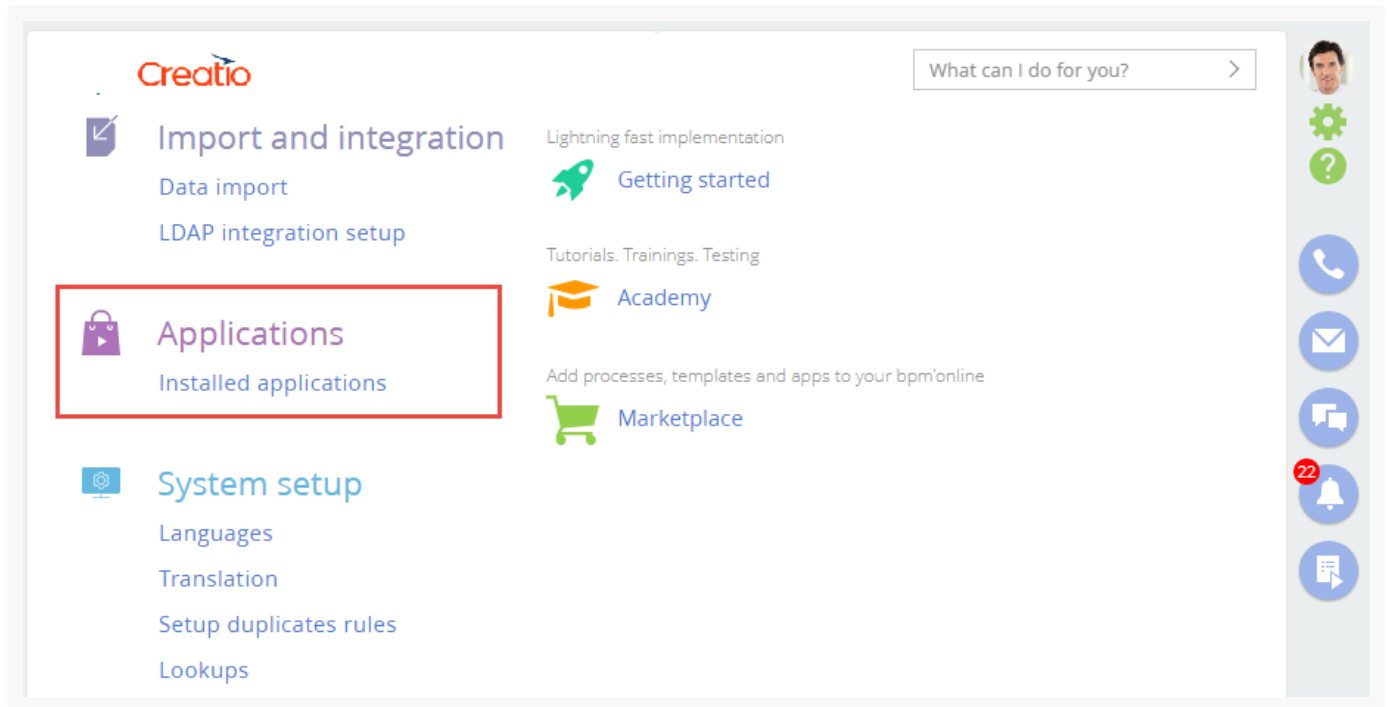 Creatio
What can I do for you?
Import and integration
Data import
LDAP integration setup
Applications
Installed applications
System setup
Languages
Translation
Setup duplicates rules
Lookups
Lightning fast implementation
Getting started
Tutorials. Trainings. Testing
Academy
Add processes, templates and apps to your bpm'online
Marketplace
?
22